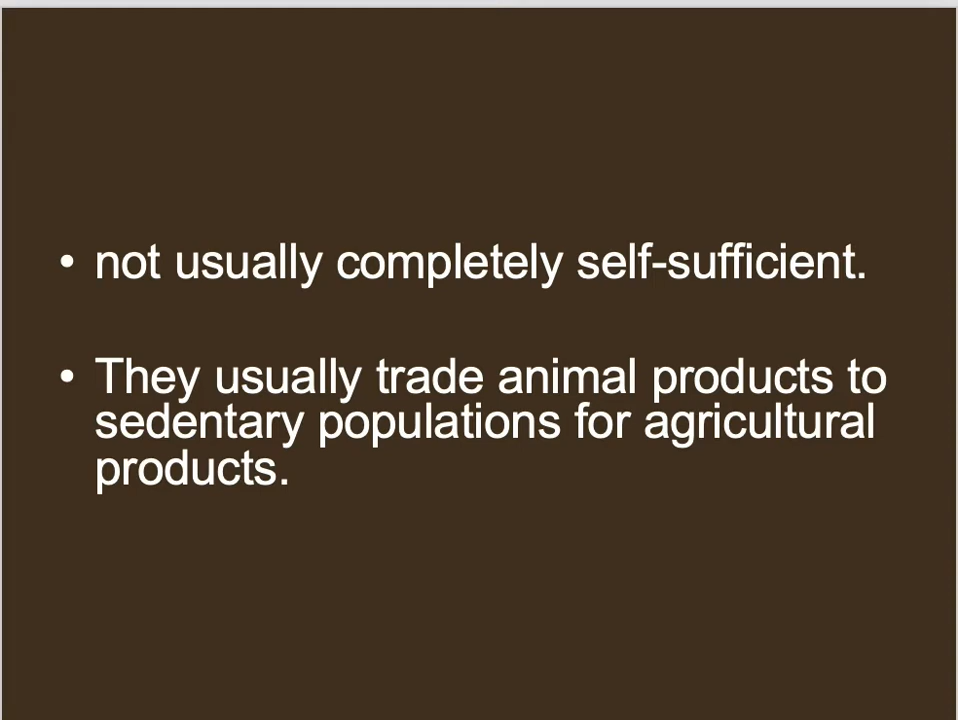 • not usually completely self-sufficient.
• They usually trade animal products to
sedentary populations for agricultural
products.